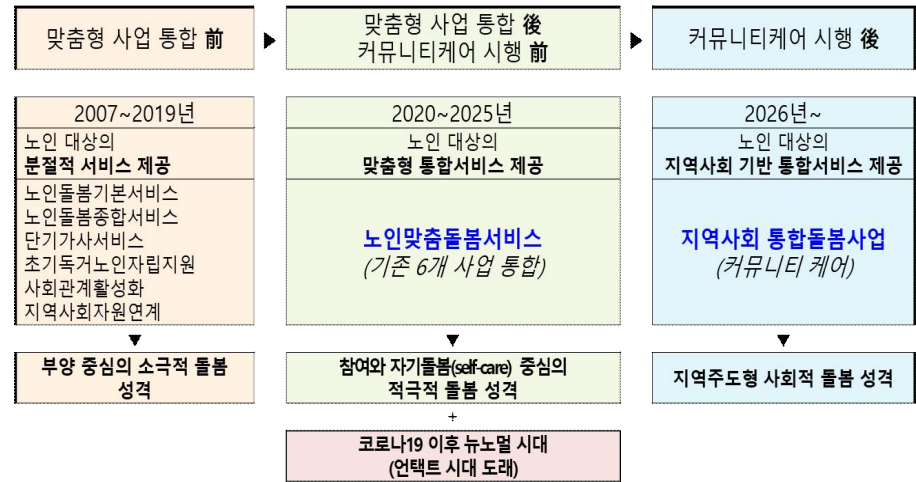 맞춤형 사업 통합 前
▶
맞춤형 사업 통합 後
커뮤니티케어 시행 前
▶
커뮤니티케어 시행 後
2007~2019년
노인 대상의
분절적 서비스 제공
노인돌봄기본서비스
노인돌봄종합서비스
단기가사서비스
초기독거노인자립지원
사회관계활성화
지역사회자원연계
▼
부양 중심의 소극적 돌봄
성격
2020~2025년
노인 대상의
맞춤형 통합서비스 제공
노인맞춤돌봄서비스
(기존 6개 사업 통합)
▼
참여와 자기돌봄(self-care) 중심의
적극적 돌봄 성격
+
코로나19 이후 뉴노멀 시대
(언택트 시대 도래)
2026년~
노인 대상의
지역사회 기반 통합서비스 제공
지역사회 통합돌봄사업
(커뮤니티 케어)
▼
지역주도형 사회적 돌봄 성격